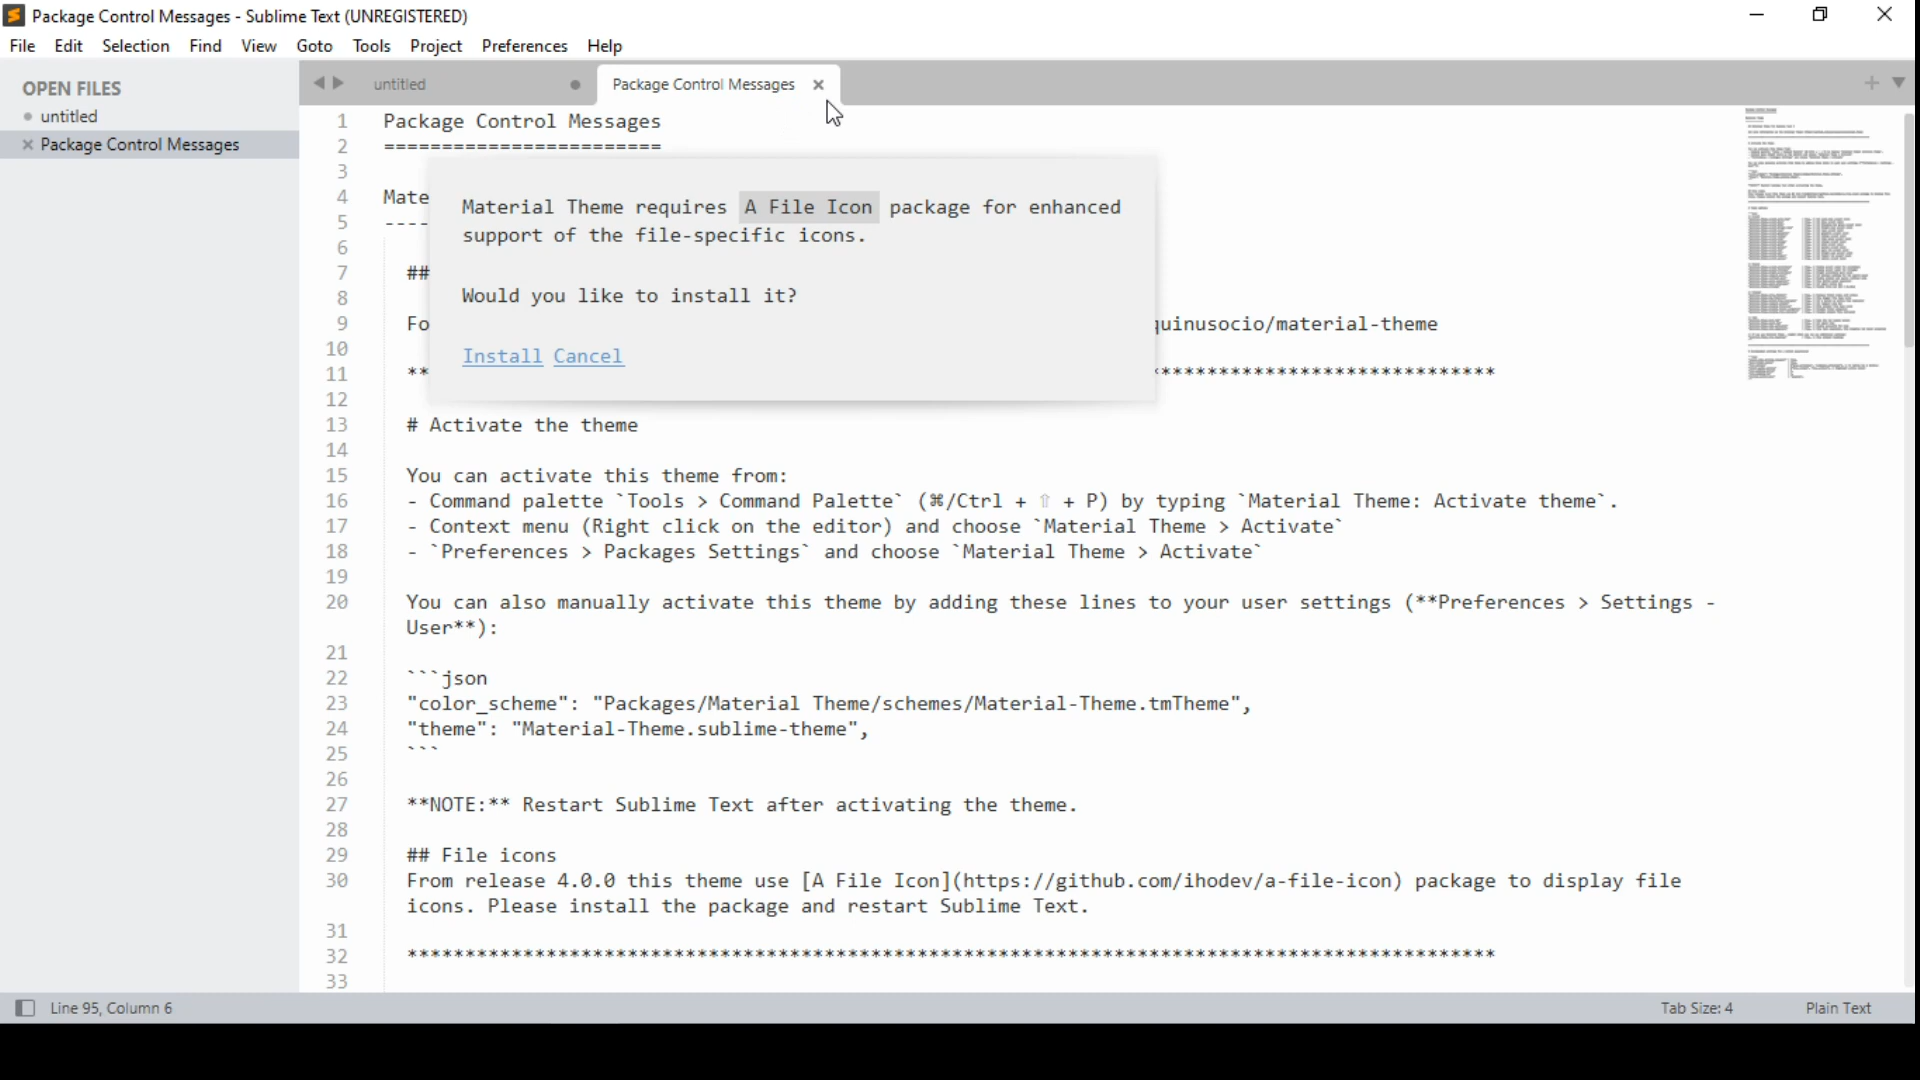 Package Control Messages - Sublime Text (UNREGISTERED)
File Edit Selection Find View Goto Tools Project Preferences Help
OPEN FILES
untitled
Package Control Messages
untitled
Package Control Messages
1 Package Control Messages
2 ========================
3
4 Mate
5 ----
6
7 ##
8
9 Fo quinusocio/material-theme
10
11 ** *****************************
12
Material Theme requires A File Icon package for enhanced
support of the file-specific icons.
Would you like to install it?
Install Cancel
13 # Activate the theme
14
15 You can activate this theme from:
16 - Command palette `Tools > Command Palette` (⌘/Ctrl + ⇧ + P) by typing `Material Theme: Activate theme`.
17 - Context menu (Right click on the editor) and choose `Material Theme > Activate`
18 - `Preferences > Packages Settings` and choose `Material Theme > Activate`
19
20 You can also manually activate this theme by adding these lines to your user settings (**Preferences > Settings -
User**):
21
22 ```json
23 "color_scheme": "Packages/Material Theme/schemes/Material-Theme.tmTheme",
24 "theme": "Material-Theme.sublime-theme",
25 ```
26
27 **NOTE:** Restart Sublime Text after activating the theme.
28
29 ## File icons
30 From release 4.0.0 this theme use [A File Icon](https://github.com/ihodev/a-file-icon) package to display file
icons. Please install the package and restart Sublime Text.
31
32 **********************************************************************************************
33
Line 95, Column 6
Tab Size: 4
Plain Text